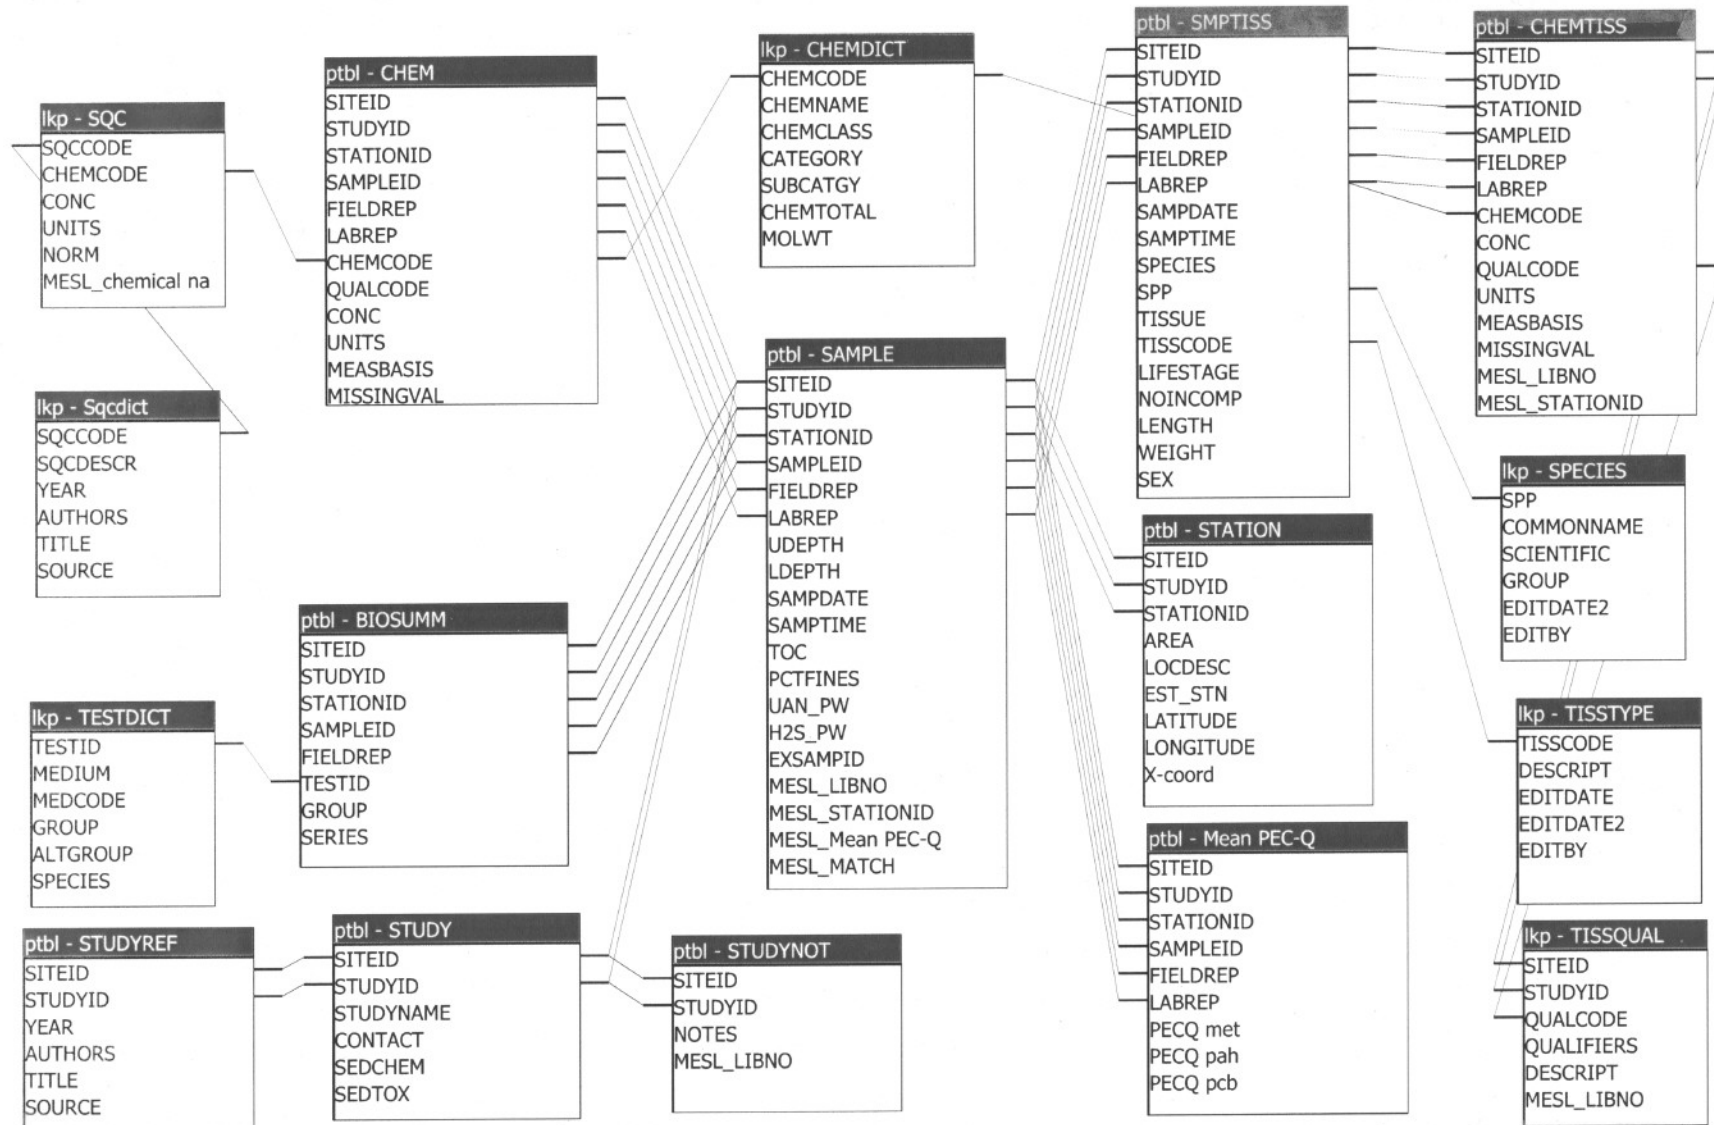 lkp - SQC
SQCCODE
CHEMCODE
CONC
UNITS
NORM
MESL_chemical na
lkp - Sqcdict
SQCCODE
SQCDESCR
YEAR
AUTHORS
TITLE
SOURCE
lkp - TESTDICT
TESTID
MEDIUM
MEDCODE
GROUP
ALTGROUP
SPECIES
ptbl - STUDYREF
SITEID
STUDYID
YEAR
AUTHORS
TITLE
SOURCE
ptbl - CHEM
SITEID
STUDYID
STATIONID
SAMPLEID
FIELDREP
LABREP
CHEMCODE
QUALCODE
CONC
UNITS
MEASBASIS
MISSINGVAL
ptbl - BIOSUMM
SITEID
STUDYID
STATIONID
SAMPLEID
FIELDREP
TESTID
GROUP
SERIES
ptbl - STUDY
SITEID
STUDYID
STUDYNAME
CONTACT
SEDCHEM
SEDTOX
ptbl - STUDYNOT
SITEID
STUDYID
NOTES
MESL_LIBNO
lkp - CHEMDICT
CHEMCODE
CHEMNAME
CHEMCLASS
CATEGORY
SUBCATGY
CHEMTOTAL
MOLWT
ptbl - SAMPLE
SITEID
STUDYID
STATIONID
SAMPLEID
FIELDREP
LABREP
UDEPTH
LDEPTH
SAMPDATE
SAMPTIME
TOC
PCTFINES
UAN_PW
H2S_PW
EXSAMPID
MESL_LIBNO
MESL_STATIONID
MESL_Mean PEC-Q
MESL_MATCH
ptbl - SMPTISS
SITEID
STUDYID
STATIONID
SAMPLEID
FIELDREP
LABREP
SAMPDATE
SAMPTIME
SPECIES
SPP
TISSUE
TISSCODE
LIFESTAGE
NOINCOMP
LENGTH
WEIGHT
SEX
ptbl - STATION
SITEID
STUDYID
STATIONID
AREA
LOCDESC
EST_STN
LATITUDE
LONGITUDE
X-coord
ptbl - Mean PEC-Q
SITEID
STUDYID
STATIONID
SAMPLEID
FIELDREP
LABREP
PECQ met
PECQ pah
PECQ pcb
ptbl - CHEMTISS
SITEID
STUDYID
STATIONID
SAMPLEID
FIELDREP
LABREP
CHEMCODE
CONC
QUALCODE
UNITS
MEASBASIS
MISSINGVAL
MESL_LIBNO
MESL_STATIONID
lkp - SPECIES
SPP
COMMONNAME
SCIENTIFIC
GROUP
EDITDATE2
EDITBY
lkp - TISSTYPE
TISSCODE
DESCRIPT
EDITDATE
EDITDATE2
EDITBY
lkp - TISSQUAL
SITEID
STUDYID
QUALCODE
QUALIFIERS
DESCRIPT
MESL_LIBNO